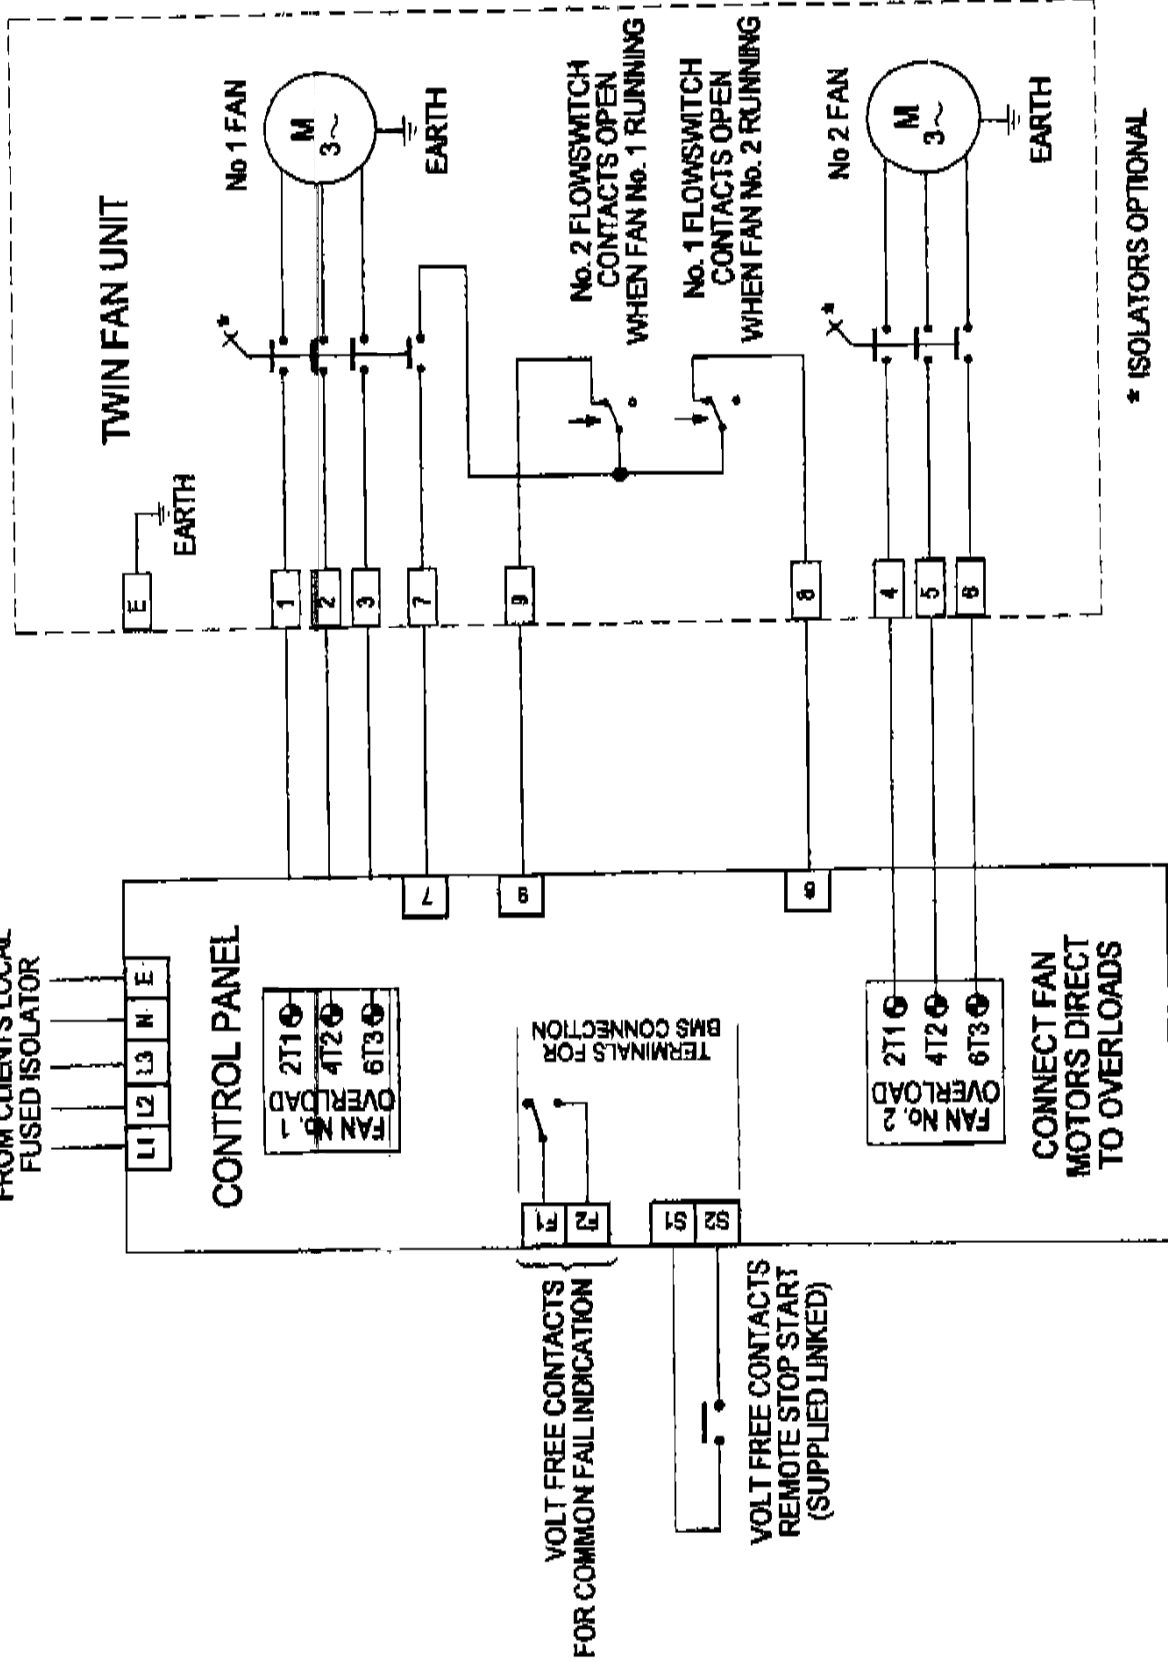 TWIN FAN UNIT
No 1 FAN
M
3~
EARTH
X*
E
EARTH
1
2
3
7
9
8
4
5
6
No. 2 FLOWSWITCH
CONTACTS OPEN
WHEN FAN No. 1 RUNNING
No. 1 FLOWSWITCH
CONTACTS OPEN
WHEN FAN No. 2 RUNNING
No 2 FAN
M
3~
EARTH
X*
* ISOLATORS OPTIONAL
FROM CLIENTS LOCAL
FUSED ISOLATOR
L1 L2 L3 N E
CONTROL PANEL
FAN No. 1
OVERLOAD
2T1
4T2
6T3
7
9
TERMINALS FOR
BMS CONNECTION
F1
F2
S1
S2
FAN No. 2
OVERLOAD
2T1
4T2
6T3
CONNECT FAN
MOTORS DIRECT
TO OVERLOADS
VOLT FREE CONTACTS
FOR COMMON FAIL INDICATION
VOLT FREE CONTACTS
REMOTE STOP START
(SUPPLIED LINKED)